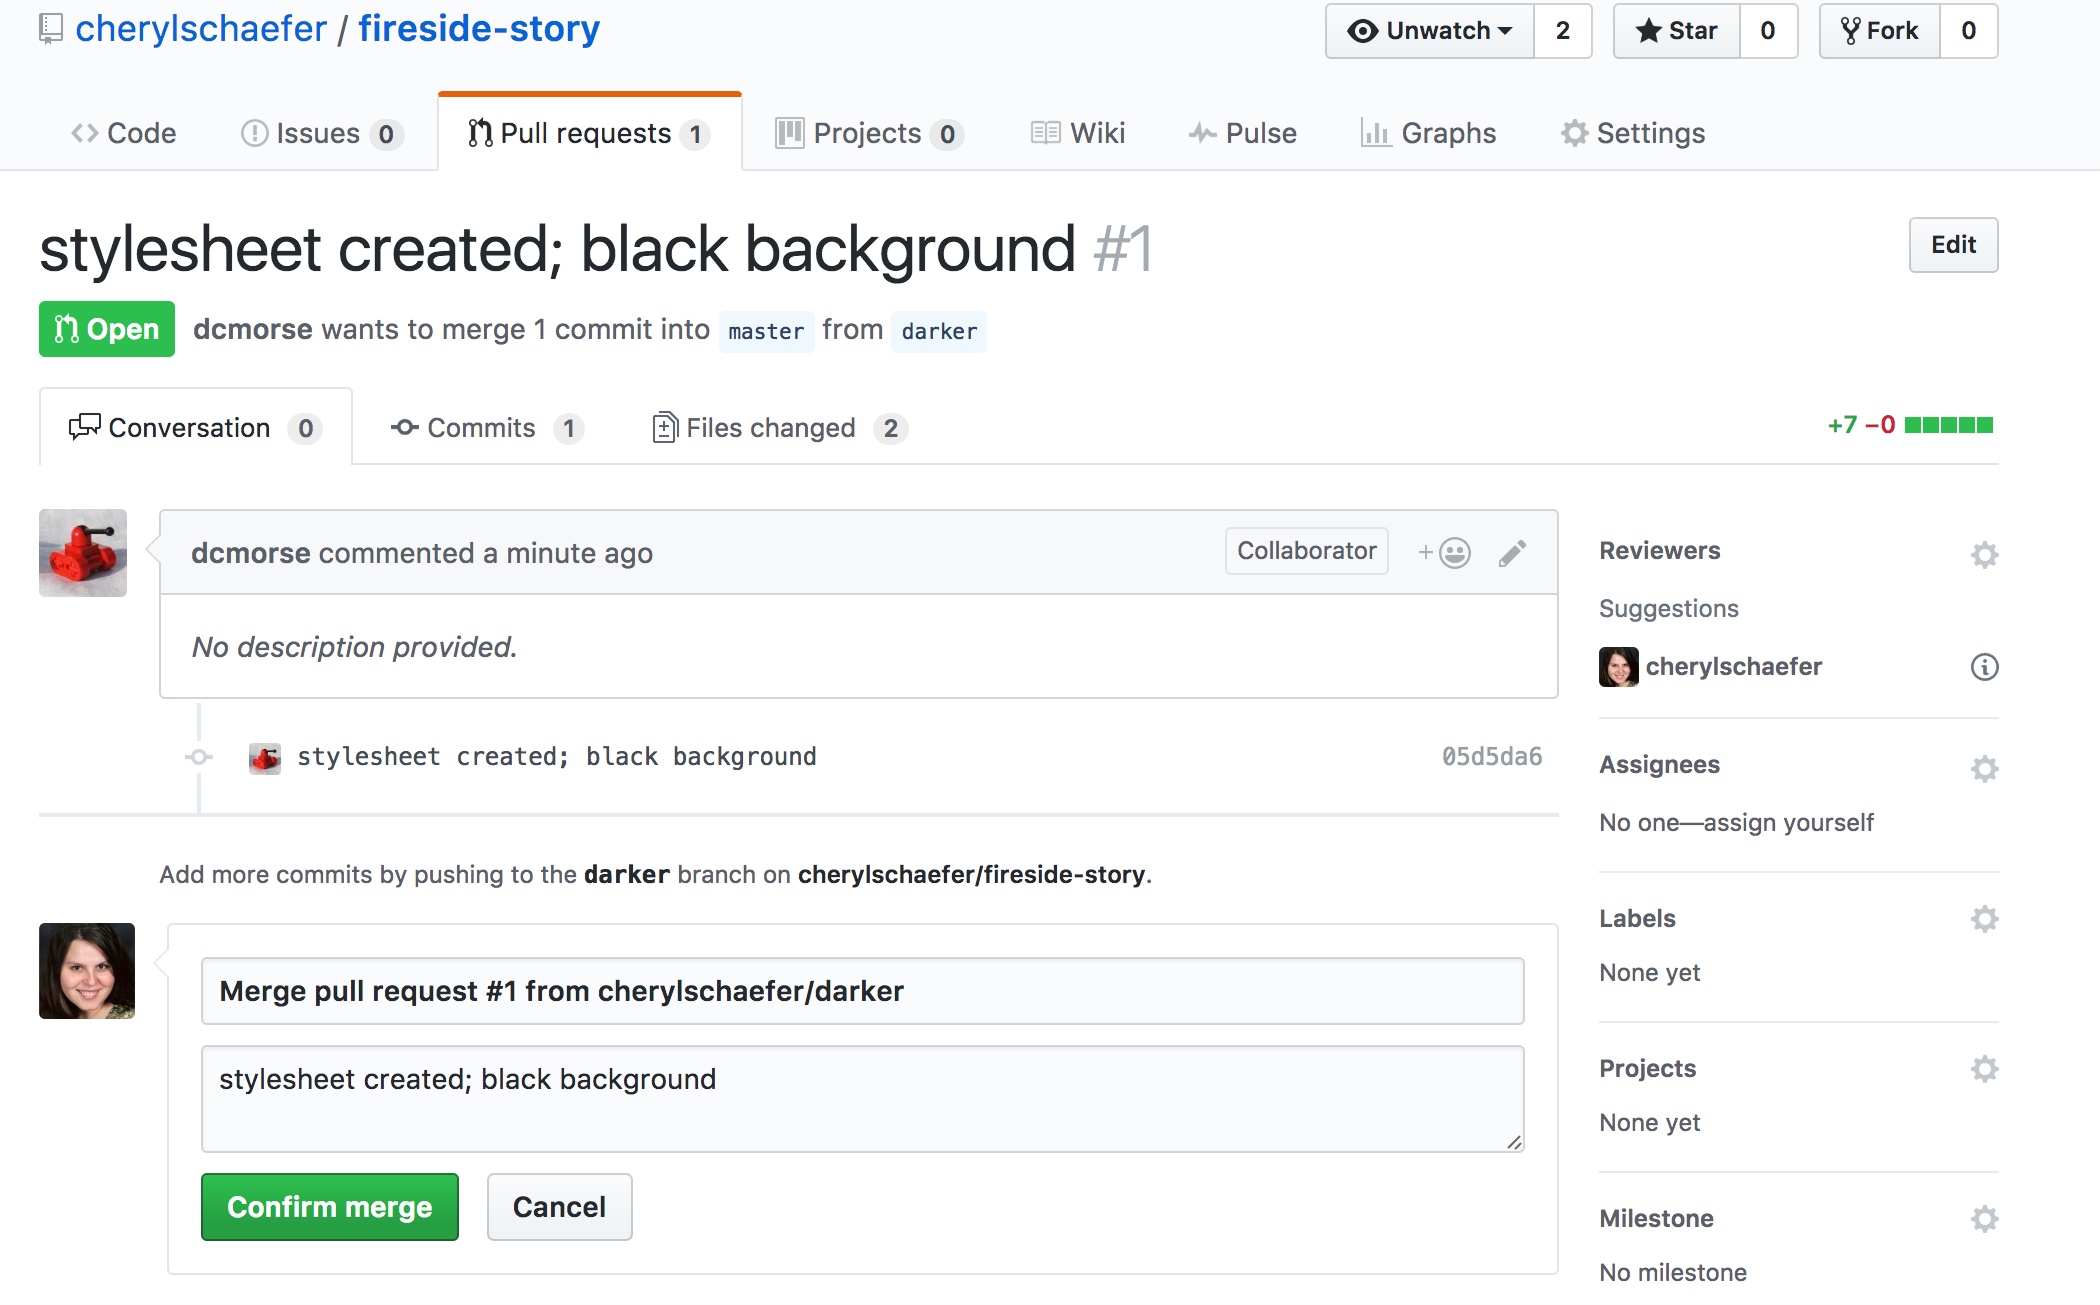 cherylschaefer / fireside-story
Unwatch 2 Star 0 Fork 0
Code Issues 0 Pull requests 1 Projects 0 Wiki Pulse Graphs Settings
stylesheet created; black background #1
Edit
Open dcmorse wants to merge 1 commit into master from darker
Conversation 0 Commits 1 Files changed 2
+7 −0
dcmorse commented a minute ago
Collaborator
+
No description provided.
stylesheet created; black background 05d5da6
Add more commits by pushing to the darker branch on cherylschaefer/fireside-story.
Merge pull request #1 from cherylschaefer/darker
stylesheet created; black background
Confirm merge Cancel
Reviewers
Suggestions
cherylschaefer
Assignees
No one—assign yourself
Labels
None yet
Projects
None yet
Milestone
No milestone